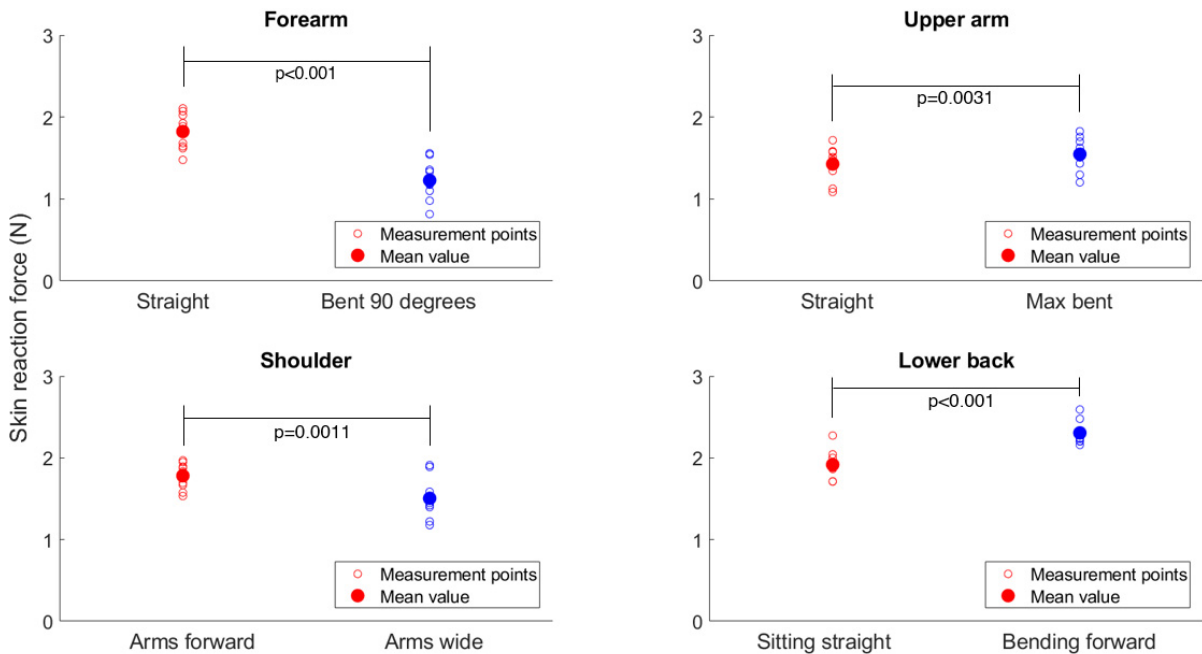 Skin reaction force (N)
Forearm
3
2
1
0
p<0.001
Measurement points
Mean value
Straight
Bent 90 degrees
Upper arm
3
2
1
0
p=0.0031
Measurement points
Mean value
Straight
Max bent
Shoulder
3
2
1
0
p=0.0011
Measurement points
Mean value
Arms forward
Arms wide
Lower back
3
2
1
0
p<0.001
Measurement points
Mean value
Sitting straight
Bending forward